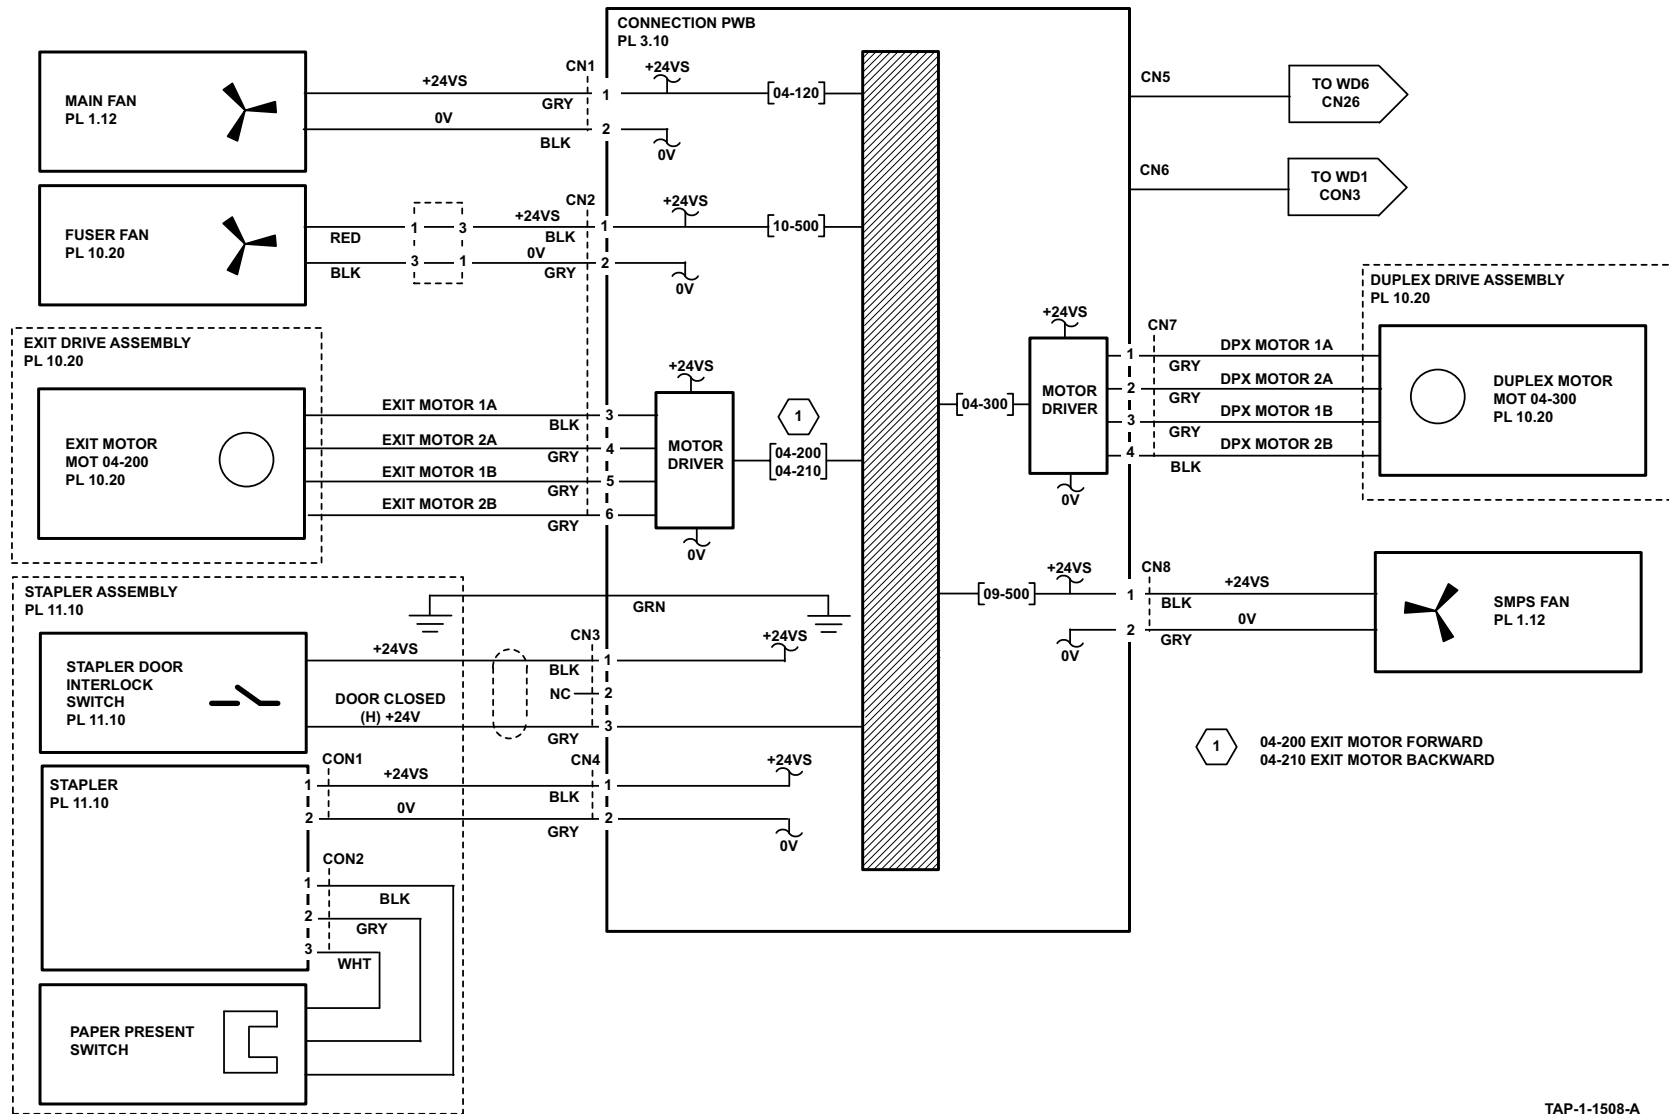 CONNECTION PWB
PL 3.10
MAIN FAN
PL 1.12
+24VS
GRY
0V
BLK
CN1
1
2
+24VS
0V
[04-120]
FUSER FAN
PL 10.20
RED
BLK
1
3
3
1
+24VS
BLK
0V
GRY
CN2
1
2
+24VS
0V
[10-500]
EXIT DRIVE ASSEMBLY
PL 10.20
EXIT MOTOR
MOT 04-200
PL 10.20
EXIT MOTOR 1A
BLK
EXIT MOTOR 2A
GRY
EXIT MOTOR 1B
GRY
EXIT MOTOR 2B
GRY
3
4
5
6
+24VS
MOTOR
DRIVER
0V
1
04-200
04-210
STAPLER ASSEMBLY
PL 11.10
GRN
STAPLER DOOR
INTERLOCK
SWITCH
PL 11.10
+24VS
DOOR CLOSED
(H) +24V
CN3
BLK
NC
GRY
1
2
3
+24VS
STAPLER
PL 11.10
CON1
1
2
+24VS
0V
CN4
BLK
GRY
1
2
+24VS
0V
CON2
1
2
3
BLK
GRY
WHT
PAPER PRESENT
SWITCH
CN5
TO WD6
CN26
CN6
TO WD1
CON3
DUPLEX DRIVE ASSEMBLY
PL 10.20
[04-300]
+24VS
MOTOR
DRIVER
0V
CN7
1
2
3
4
DPX MOTOR 1A
GRY
DPX MOTOR 2A
GRY
DPX MOTOR 1B
GRY
DPX MOTOR 2B
BLK
DUPLEX MOTOR
MOT 04-300
PL 10.20
[09-500]
+24VS
0V
CN8
1
2
+24VS
BLK
0V
GRY
SMPS FAN
PL 1.12
1
04-200 EXIT MOTOR FORWARD
04-210 EXIT MOTOR BACKWARD
TAP-1-1508-A